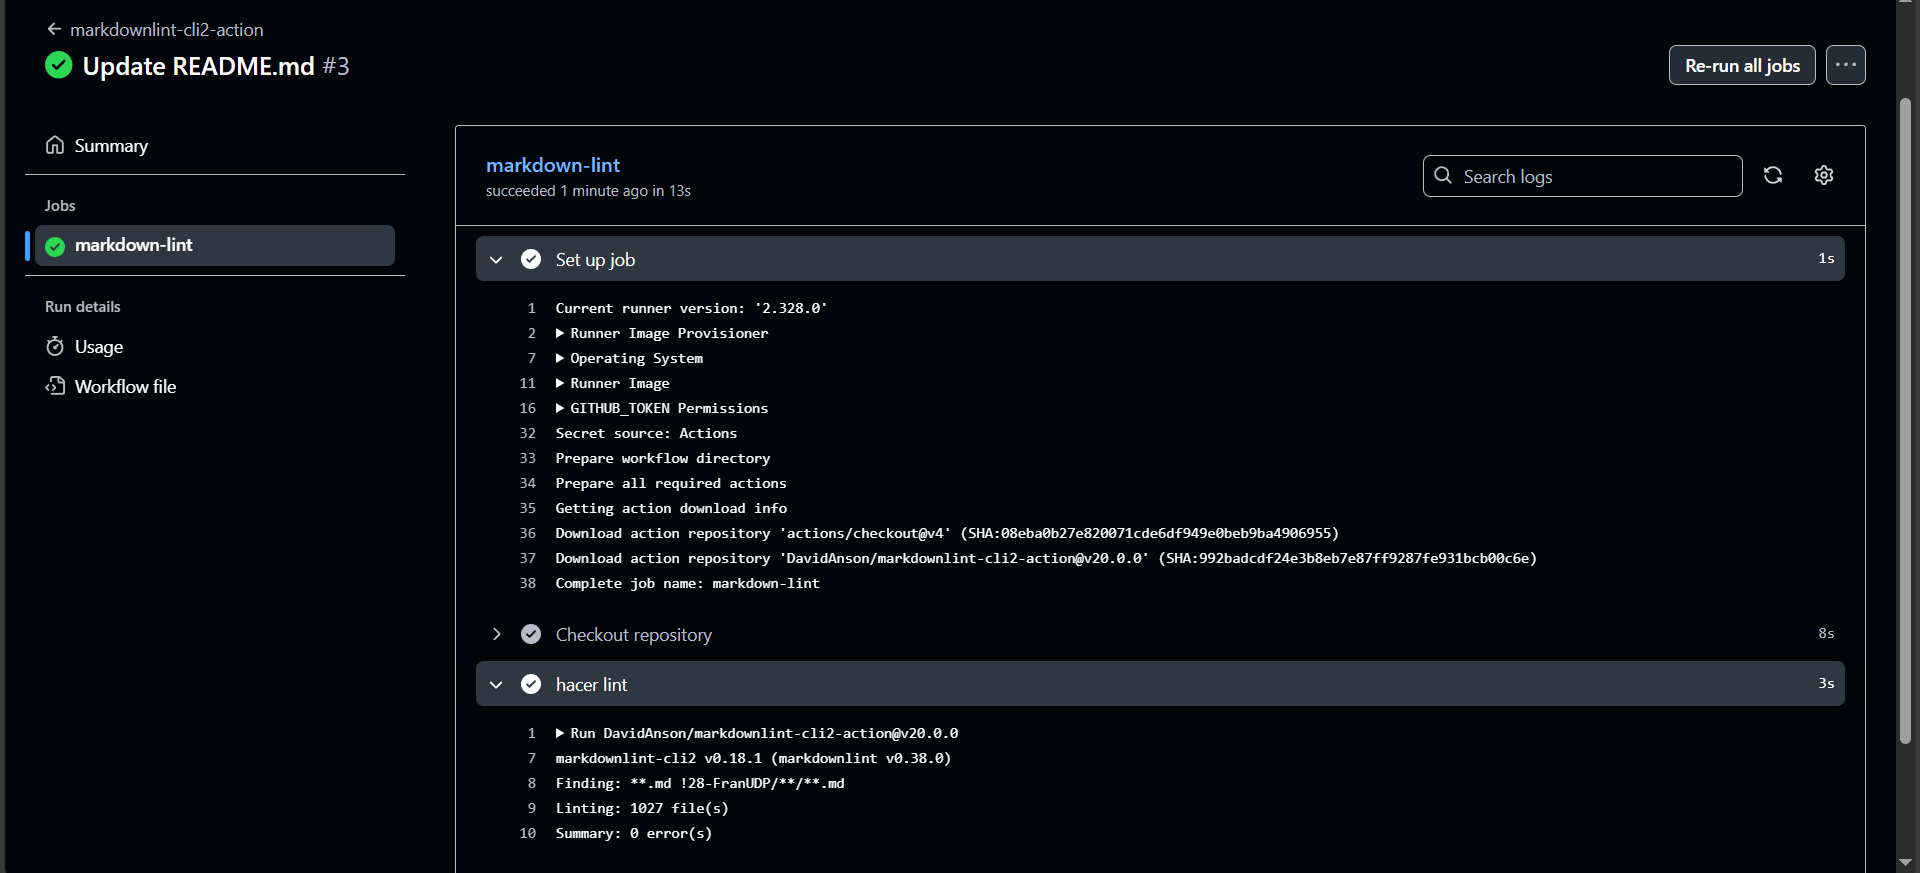 markdownlint-cli2-action
Update README.md #3
Re-run all jobs
Summary
Jobs
markdown-lint
Run details
Usage
Workflow file
markdown-lint
succeeded 1 minute ago in 13s
Search logs
Set up job 1s
1 Current runner version: '2.328.0'
2 Runner Image Provisioner
7 Operating System
11 Runner Image
16 GITHUB_TOKEN Permissions
32 Secret source: Actions
33 Prepare workflow directory
34 Prepare all required actions
35 Getting action download info
36 Download action repository 'actions/checkout@v4' (SHA:08eba0b27e820071cde6df949e0beb9ba4906955)
37 Download action repository 'DavidAnson/markdownlint-cli2-action@v20.0.0' (SHA:992badcdf24e3b8eb7e87ff9287fe931bcb00c6e)
38 Complete job name: markdown-lint
Checkout repository 8s
hacer lint 3s
1 Run DavidAnson/markdownlint-cli2-action@v20.0.0
7 markdownlint-cli2 v0.18.1 (markdownlint v0.38.0)
8 Finding: **.md !28-FranUDP/**/**.md
9 Linting: 1027 file(s)
10 Summary: 0 error(s)